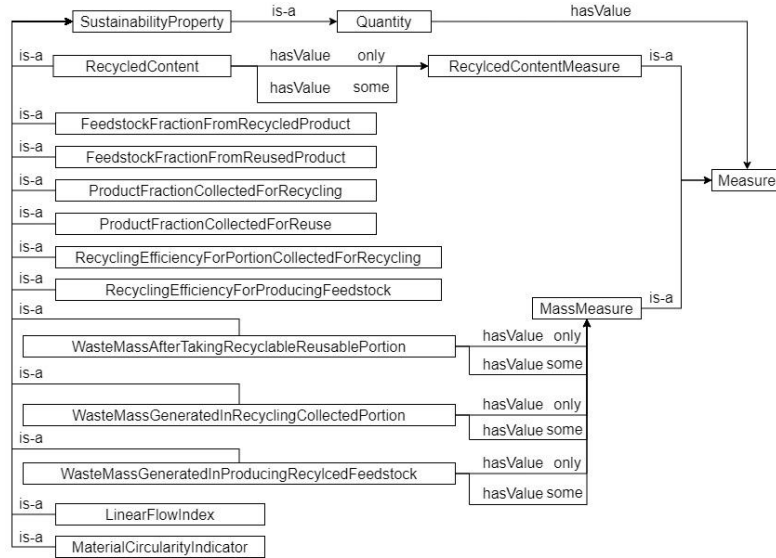 SustainabilityProperty is-a Quantity hasValue
is-a RecycledContent hasValue only RecylcedContentMeasure is-a
hasValue some
is-a FeedstockFractionFromRecycledProduct
is-a FeedstockFractionFromReusedProduct
is-a ProductFractionCollectedForRecycling
Measure
is-a ProductFractionCollectedForReuse
is-a RecyclingEfficiencyForPortionCollectedForRecycling
is-a RecyclingEfficiencyForProducingFeedstock
MassMeasure is-a
is-a
WasteMassAfterTakingRecyclableReusablePortion hasValue only
hasValue some
is-a
WasteMassGeneratedInRecyclingCollectedPortion hasValue only
hasValue some
is-a
WasteMassGeneratedInProducingRecylcedFeedstock hasValue only
hasValue some
is-a LinearFlowIndex
is-a MaterialCircularityIndicator